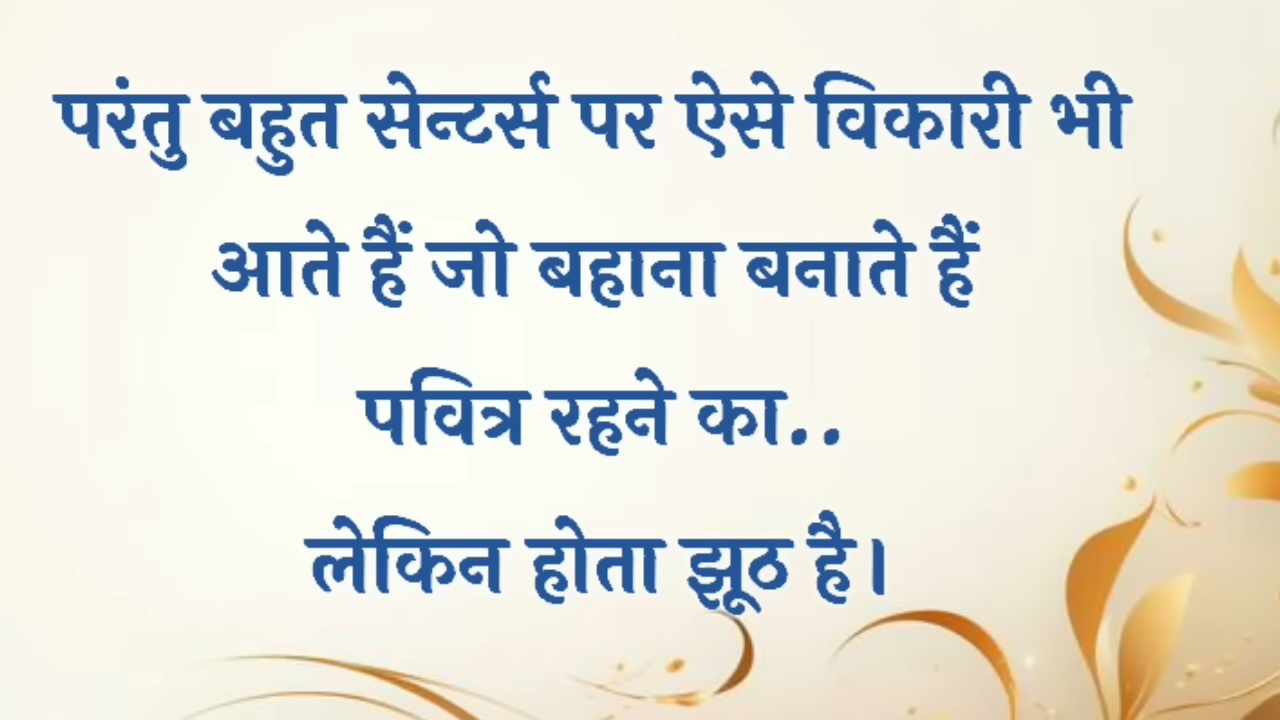 परंतु बहुत सेन्टर्स पर ऐसे विकारी भी
आते हैं जो बहाना बनाते हैं
पवित्र रहने का..
लेकिन होता झूठ है।